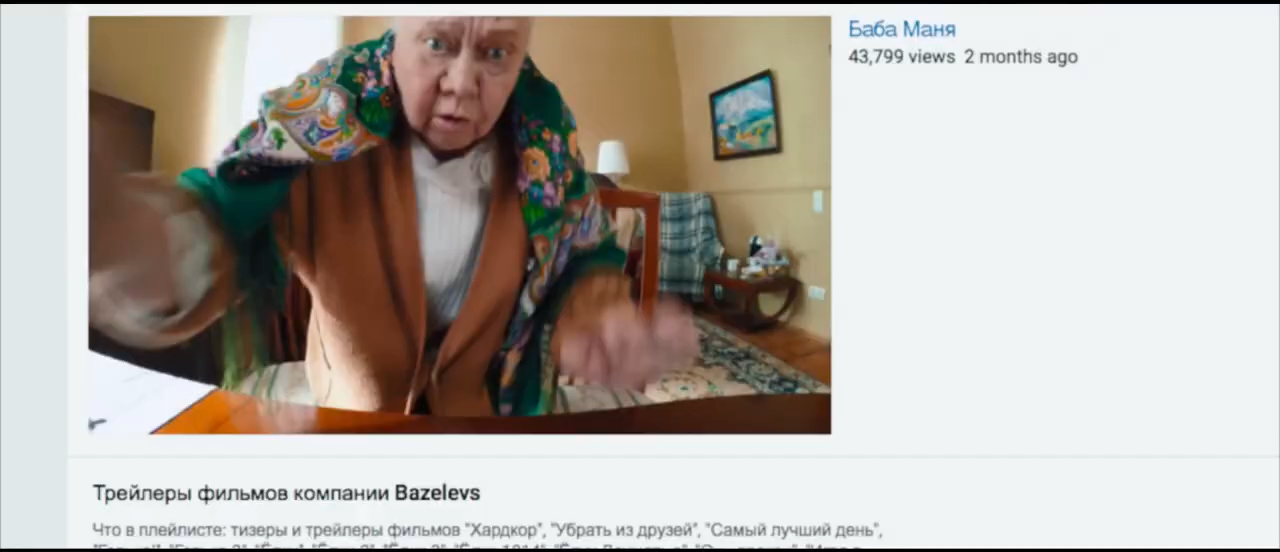 Баба Маня
43,799 views 2 months ago
Трейлеры фильмов компании Bazelevs
Что в плейлисте: тизеры и трейлеры фильмов "Хардкор", "Убрать из друзей", "Самый лучший день",